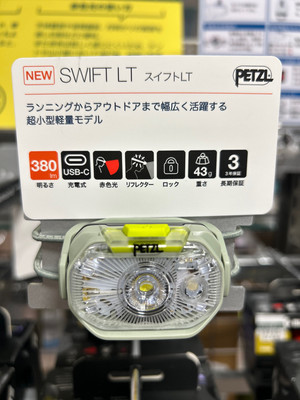 NEW SWIFT LT スイフトLT PETZL
ランニングからアウトドアまで幅広く活躍する
超小型軽量モデル
380 USB-C 43g 3
明るさ 充電式 赤色光 リフレクター ロック 重さ 長期保証
PETZL